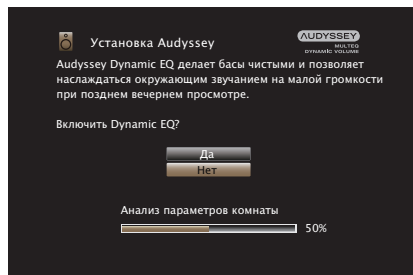 Установка Audyssey
AUDYSSEY
MULTEQ
DYNAMIC VOLUME
Audyssey Dynamic EQ делает басы чистыми и позволяет
наслаждаться окружающим звучанием на малой громкости
при позднем вечернем просмотре.
Включить Dynamic EQ?
Да
Нет
Анализ параметров комнаты
50%